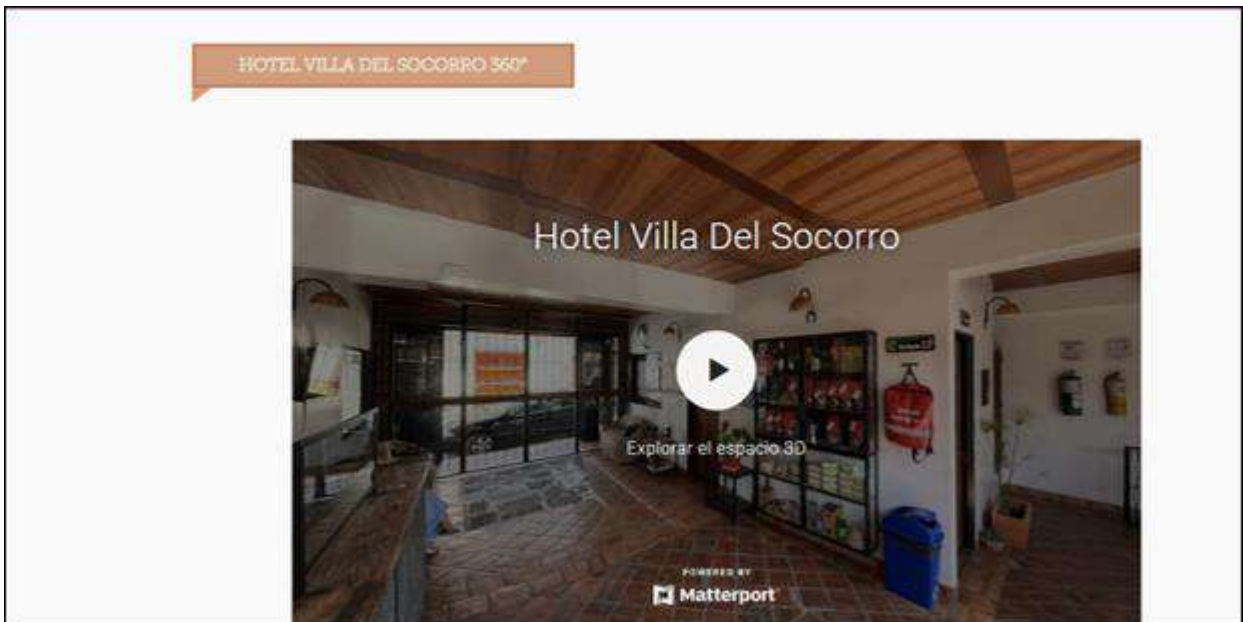 HOTEL VILLA DEL SOCORRO 360°
Hotel Villa Del Socorro
Explorar el espacio 3D
POWERED BY
Matterport